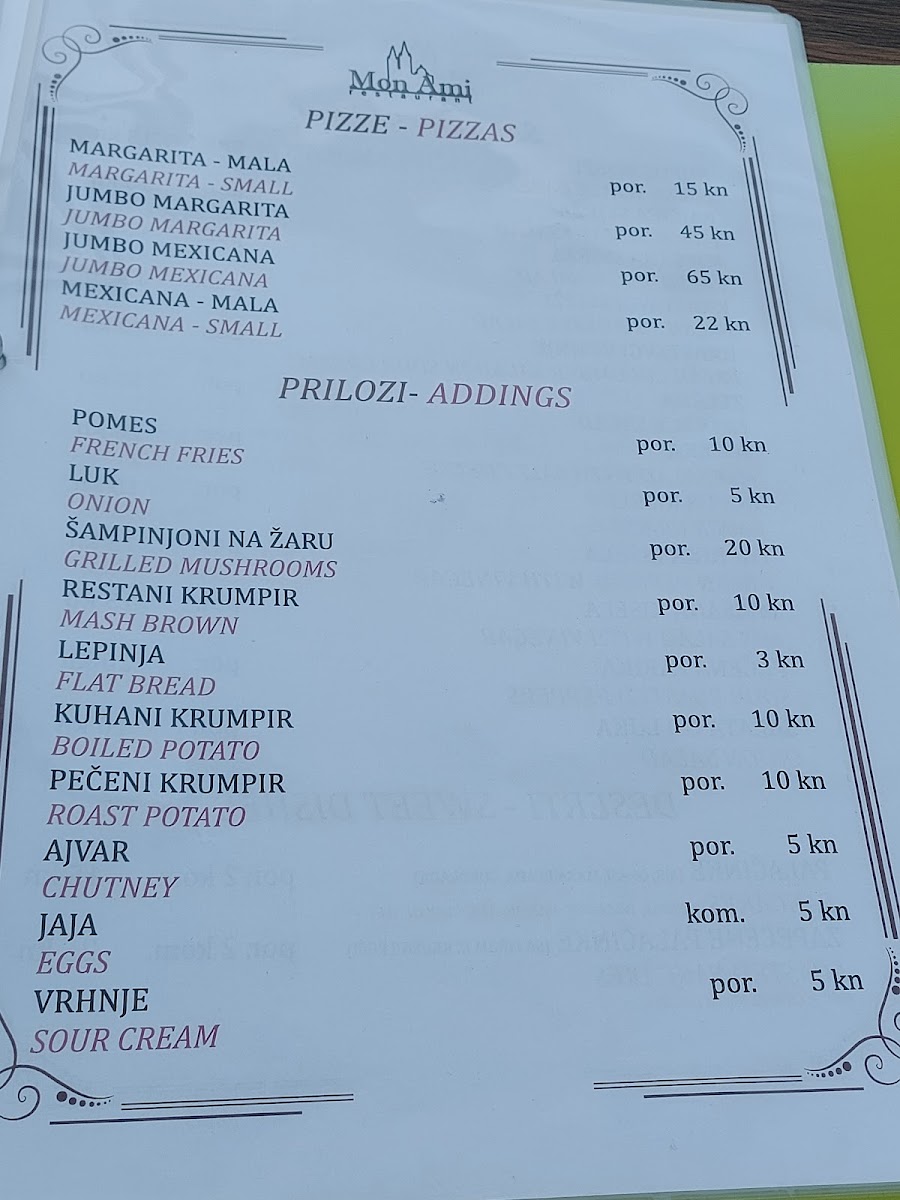 Mon Ami
restaurant
PIZZE - PIZZAS
MARGARITA - MALA
MARGARITA - SMALL por. 15 kn
JUMBO MARGARITA
JUMBO MARGARITA por. 45 kn
JUMBO MEXICANA
JUMBO MEXICANA por. 65 kn
MEXICANA - MALA
MEXICANA - SMALL por. 22 kn
PRILOZI- ADDINGS
POMES
FRENCH FRIES por. 10 kn
LUK
ONION por. 5 kn
ŠAMPINJONI NA ŽARU
GRILLED MUSHROOMS por. 20 kn
RESTANI KRUMPIR
MASH BROWN por. 10 kn
LEPINJA
FLAT BREAD por. 3 kn
KUHANI KRUMPIR
BOILED POTATO por. 10 kn
PEČENI KRUMPIR
ROAST POTATO por. 10 kn
AJVAR
CHUTNEY por. 5 kn
JAJA
EGGS kom. 5 kn
VRHNJE
SOUR CREAM por. 5 kn